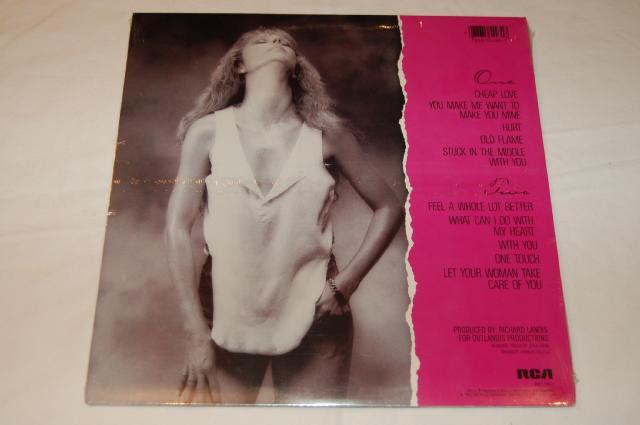 One
CHEAP LOVE
YOU MAKE ME WANT TO
MAKE YOU MINE
HURT
OLD FLAME
STUCK IN THE MIDDLE
WITH YOU
Two
FEEL A WHOLE LOT BETTER
WHAT CAN I DO WITH
MY HEART
WITH YOU
ONE TOUCH
LET YOUR WOMAN TAKE
CARE OF YOU
PRODUCED BY: RICHARD LANDIS
FOR OUTLANDIS PRODUCTIONS
RCA